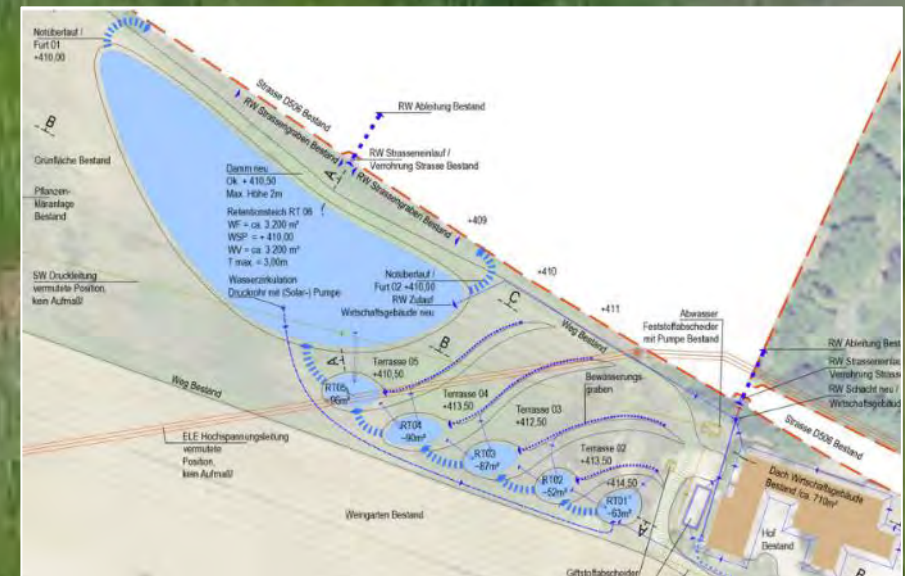 Notüberlauf /
Furt 01
+410,00
B
Grünfläche Bestand
Pflanzen-
kläranlage
Bestand
SW Druckleitung
vermutete Position,
kein Aufmaß!
Strasse D506 Bestand
RW Strassengraben Bestand
RW Ableitung Bestand
RW Strasseneinlauf /
Verrohrung Strasse Bestand
A
RW Strassengraben Bestand
Damm neu
Ok. + 410,50
Max. Höhe 2m
Retentionsteich RT 06
WF = ca. 3.200 m²
WSP = + 410,00
WV = ca. 3 200 m³
T max. = 3,00m
Wasserzirkulation
Druckrohr mit (Solar-) Pumpe
Notüberlauf /
Furt 02 +410,00
RW Zulauf
Wirtschaftsgebäude neu
+409
+410
+411
C
B
A
Weg Bestand
Abwasser
Feststoffabscheider
mit Pumpe Bestand
RW Ableitung Best
RW Strasseneinla
Verrohrung Strass
RW Schacht neu /
Wirtschaftsgebäud
Strasse D506 Bestand
Terrasse 05
+410,50
Terrasse 04
+413,50
Terrasse 03
+412,50
Bewässerungs-
graben
Terrasse 02
+413,50
+414,50
RT05
~95m²
RT04
~90m²
RT03
~87m²
RT02
~52m²
RT01
~63m²
A
Weg Bestand
ELE Hochspannungsleitung
vermutete
Position,
kein Aufmaß!
Weingarten Bestand
Dach Wirtschaftsgebäude
Bestand /ca. 710m²
Hof
Bestand
Giftstoffabscheider
B